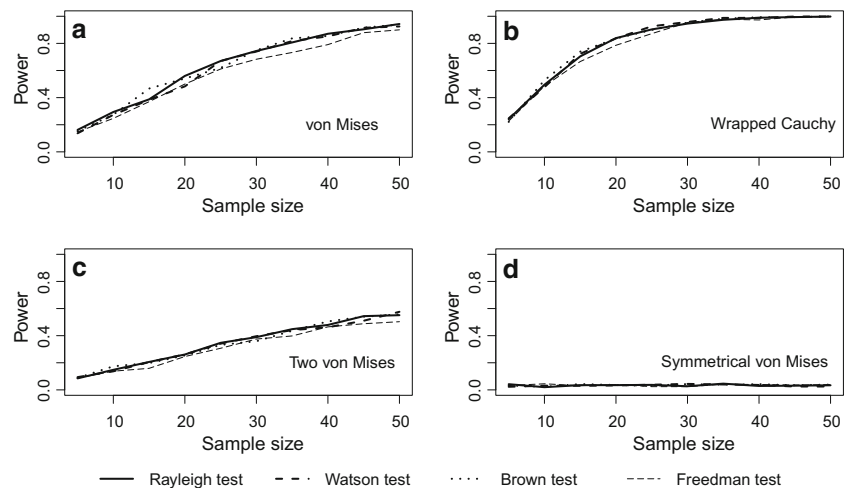 a
Power
0.0 0.4 0.8
von Mises
10 20 30 40 50
Sample size
b
Power
0.0 0.4 0.8
Wrapped Cauchy
10 20 30 40 50
Sample size
c
Power
0.0 0.4 0.8
Two von Mises
10 20 30 40 50
Sample size
d
Power
0.0 0.4 0.8
Symmetrical von Mises
10 20 30 40 50
Sample size
Rayleigh test Watson test Brown test Freedman test